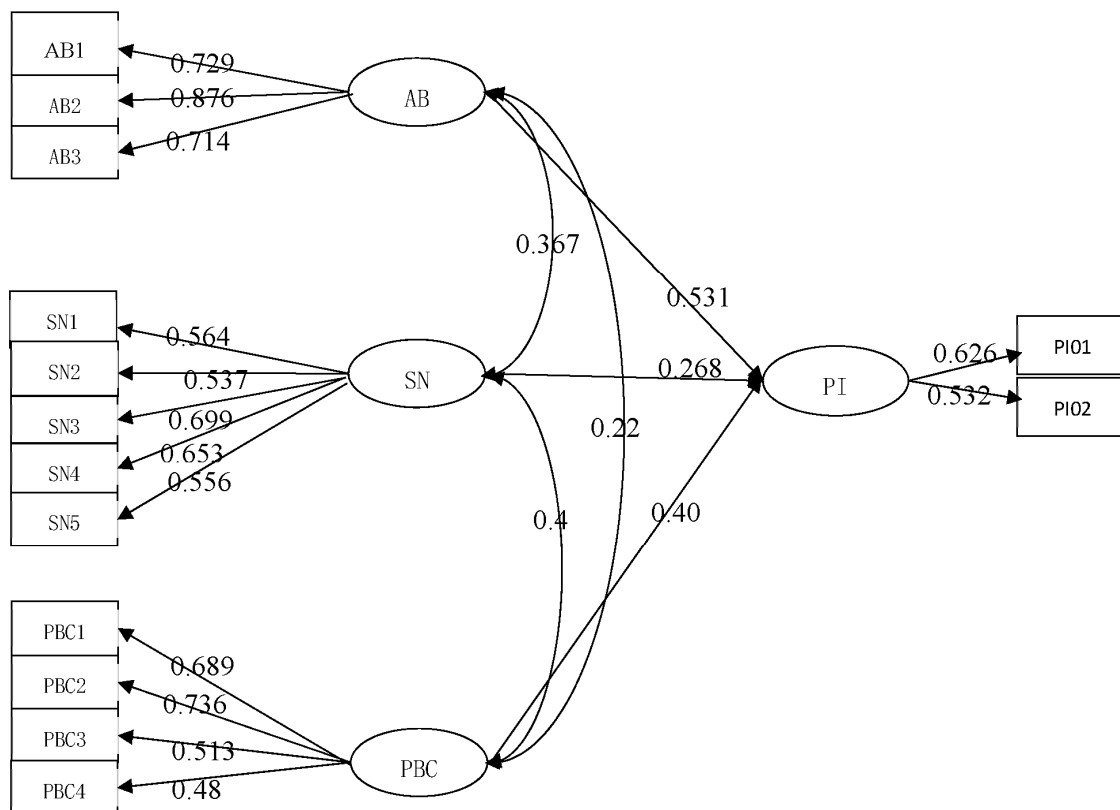 AB1
0.729
AB
AB2
0.876
AB3
0.714
0.367
0.531
SN1
0.564
SN2
0.537
SN
SN3
0.699
SN4
0.653
SN5
0.556
0.268
PI
0.626
PI01
0.532
PI02
0.22
0.4
0.40
PBC1
0.689
PBC2
0.736
PBC3
0.513
PBC4
0.48
PBC